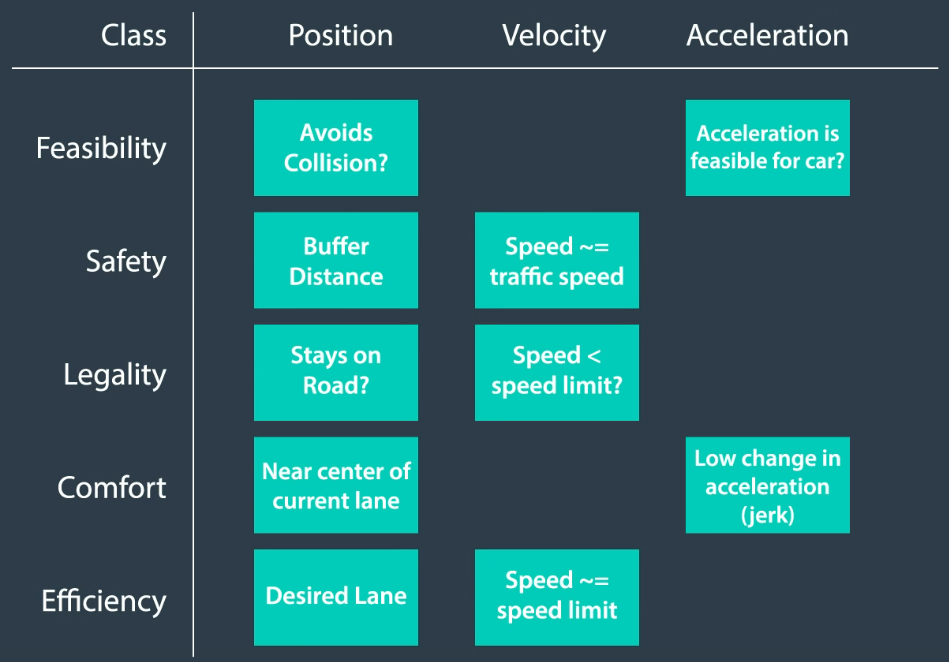 Class Position Velocity Acceleration
Feasibility
Avoids
Collision?
Acceleration is
feasible for car?
Safety
Buffer
Distance
Speed ~=
traffic speed
Legality
Stays on
Road?
Speed <
speed limit?
Comfort
Near center of
current lane
Low change in
acceleration
(jerk)
Efficiency
Desired Lane
Speed ~=
speed limit